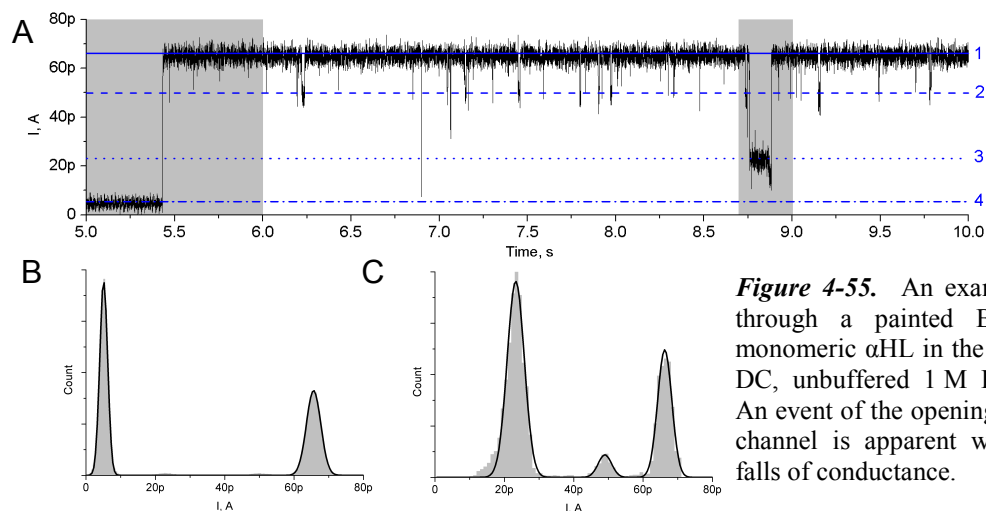 A
80p
60p
40p
20p
0
I, A
1
2
3
4
5.0 5.5 6.0 6.5 7.0 7.5 8.0 8.5 9.0 9.5 10.0
Time, s
B
Count
0 20p 40p 60p 80p
I, A
C
Count
0 20p 40p 60p 80p
I, A
Figure 4-55. An exam
through a painted E
monomeric αHL in the
DC, unbuffered 1 M
An event of the opening
channel is apparent w
falls of conductance.